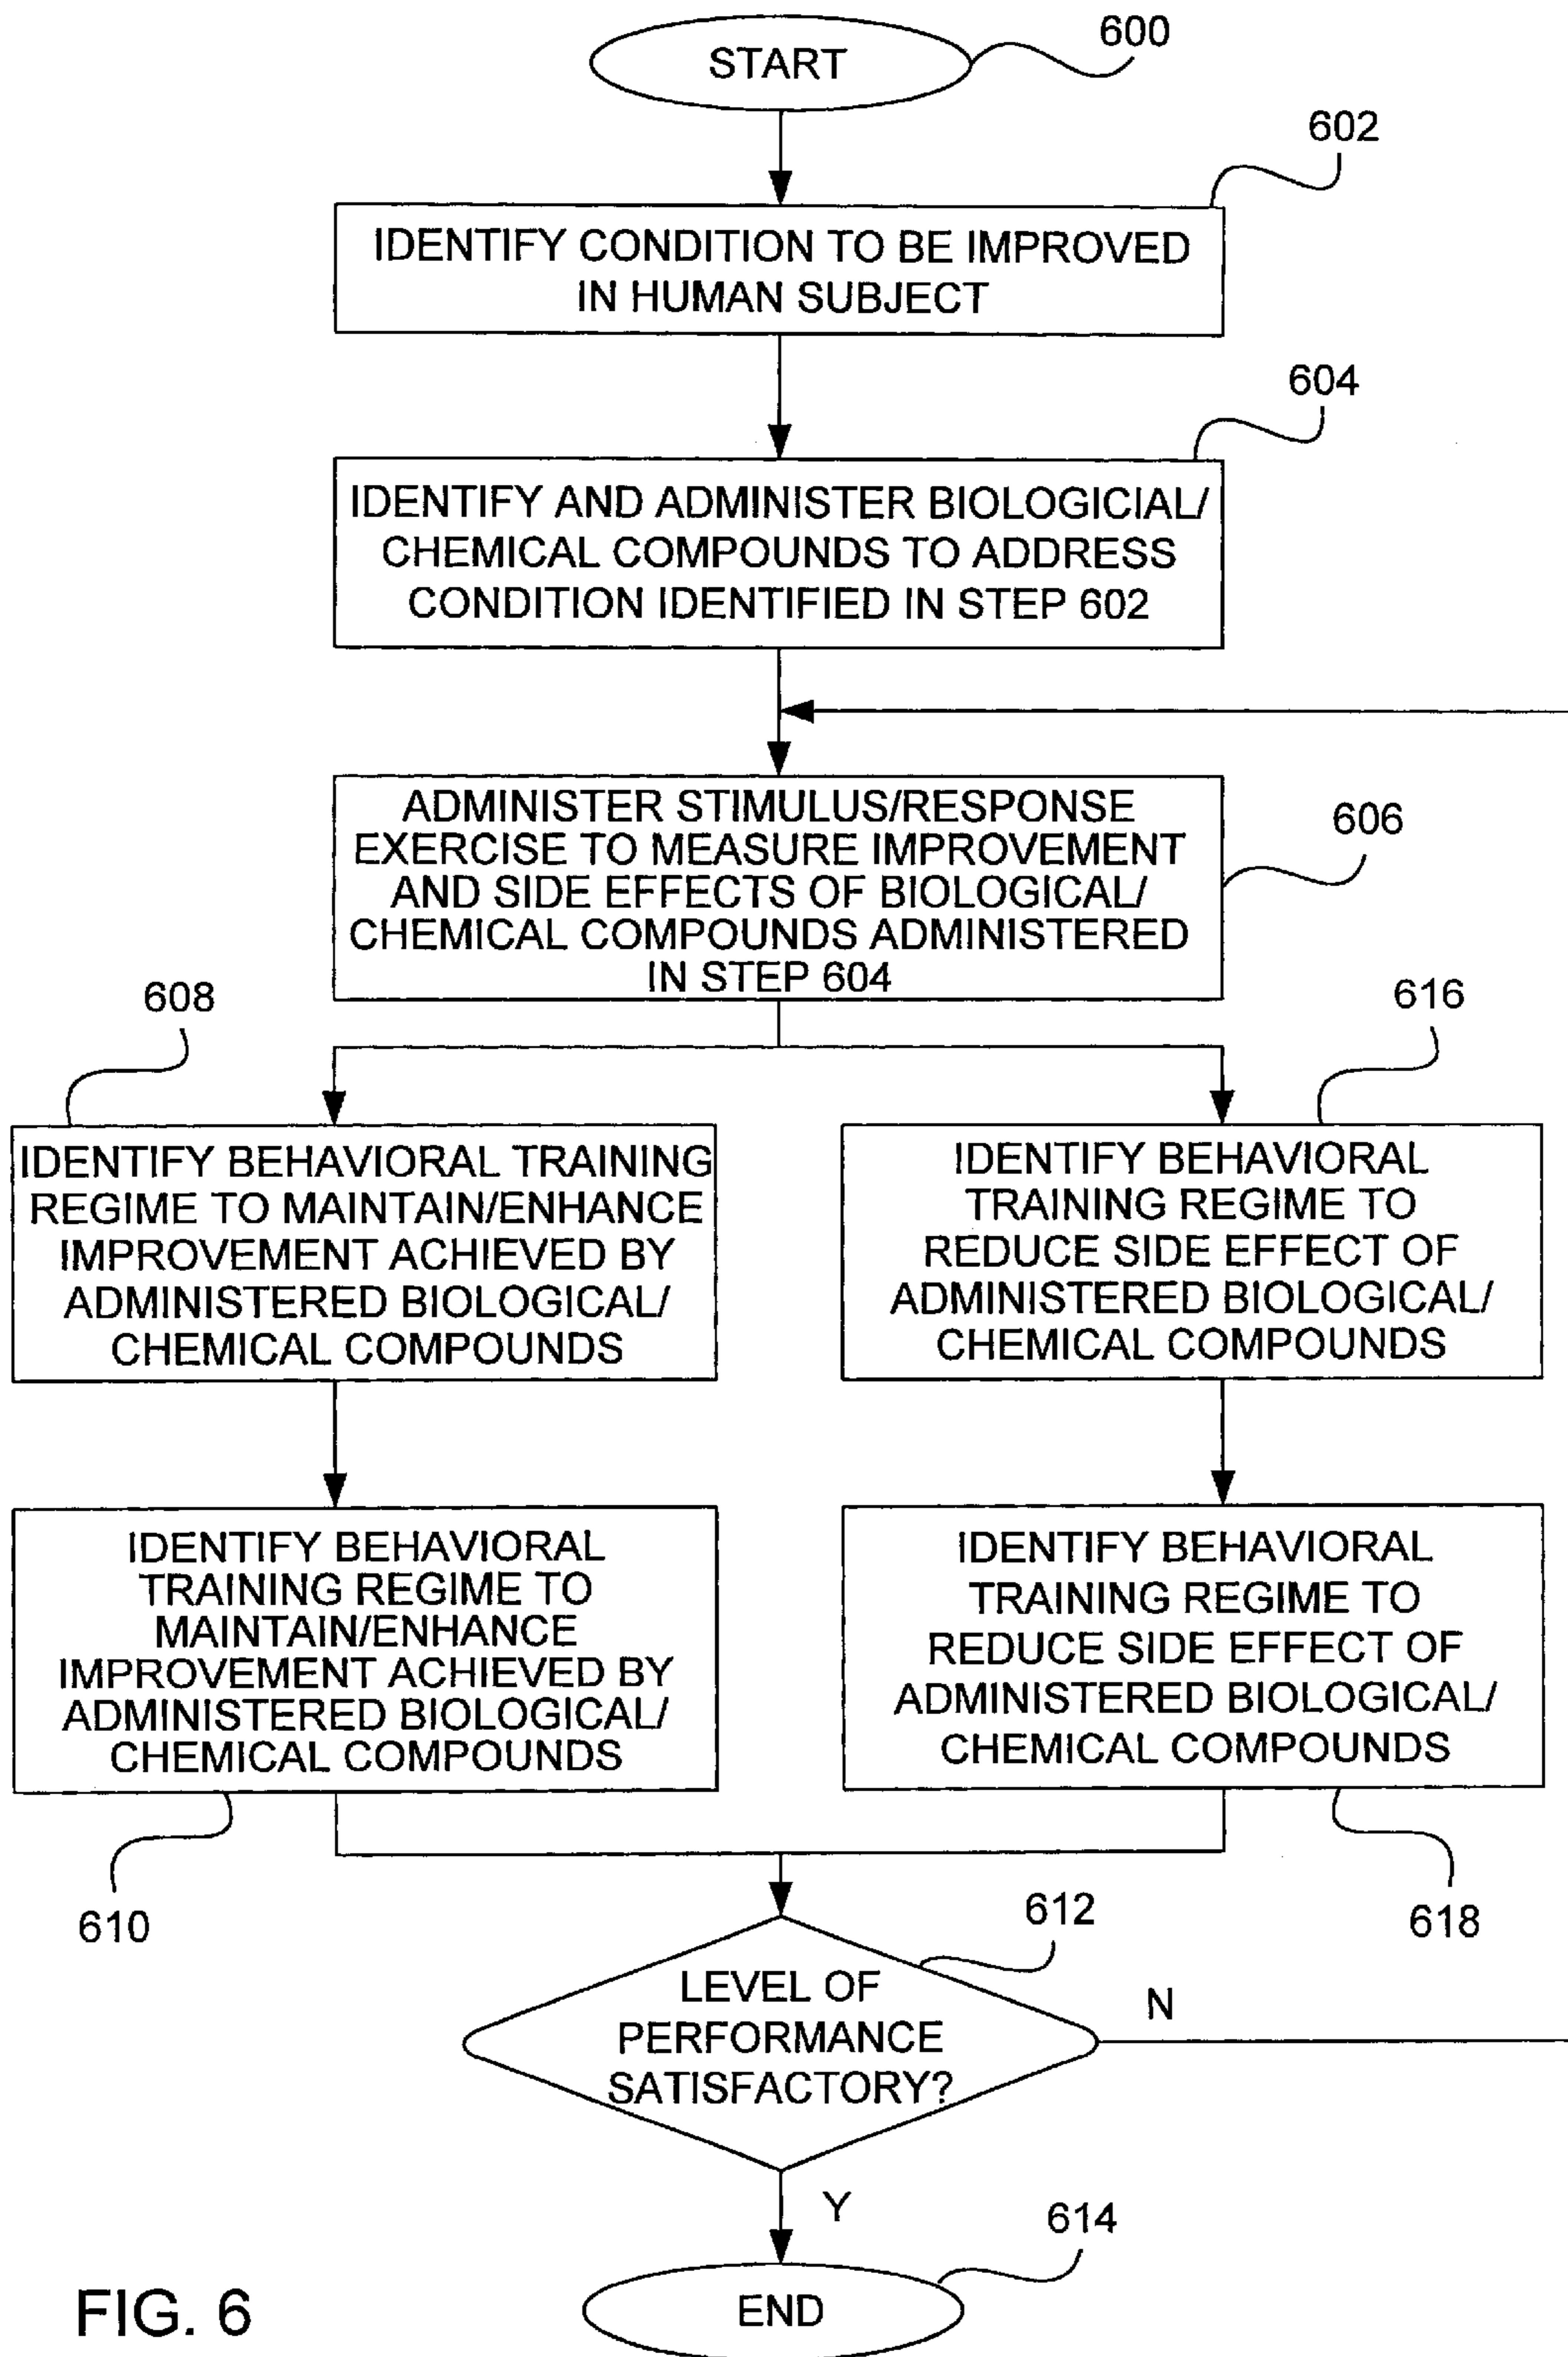 START
600
602
IDENTIFY CONDITION TO BE IMPROVED
IN HUMAN SUBJECT
604
IDENTIFY AND ADMINISTER BIOLOGICIAL/
CHEMICAL COMPOUNDS TO ADDRESS
CONDITION IDENTIFIED IN STEP 602
606
ADMINISTER STIMULUS/RESPONSE
EXERCISE TO MEASURE IMPROVEMENT
AND SIDE EFFECTS OF BIOLOGICAL/
CHEMICAL COMPOUNDS ADMINISTERED
IN STEP 604
608
IDENTIFY BEHAVIORAL TRAINING
REGIME TO MAINTAIN/ENHANCE
IMPROVEMENT ACHIEVED BY
ADMINISTERED BIOLOGICAL/
CHEMICAL COMPOUNDS
616
IDENTIFY BEHAVIORAL
TRAINING REGIME TO
REDUCE SIDE EFFECT OF
ADMINISTERED BIOLOGICAL/
CHEMICAL COMPOUNDS
IDENTIFY BEHAVIORAL
TRAINING REGIME TO
MAINTAIN/ENHANCE
IMPROVEMENT ACHIEVED BY
ADMINISTERED BIOLOGICAL/
CHEMICAL COMPOUNDS
610
IDENTIFY BEHAVIORAL
TRAINING REGIME TO
REDUCE SIDE EFFECT OF
ADMINISTERED BIOLOGICAL/
CHEMICAL COMPOUNDS
618
612
LEVEL OF
PERFORMANCE
SATISFACTORY?
N
Y
614
END
FIG. 6